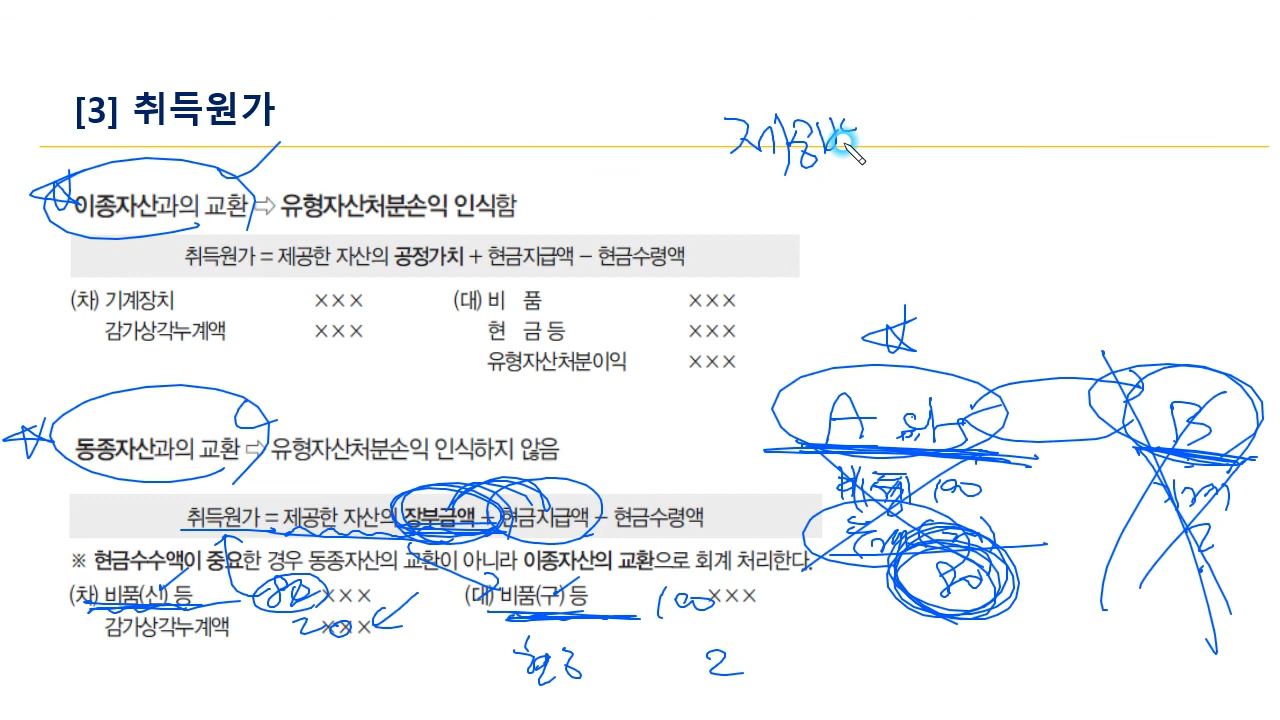 [3] 취득원가
제공받
이종자산과의 교환 ⇨ 유형자산처분손익 인식함
취득원가 = 제공한 자산의 공정가치 + 현금지급액 − 현금수령액
(차) 기계장치 ××× (대) 비 품 ×××
감가상각누계액 ××× 현 금 등 ×××
유형자산처분이익 ×××
A B
동종자산과의 교환 ⇨ 유형자산처분손익 인식하지 않음
100
취득원가 = 제공한 자산의 장부금액 + 현금지급액 − 현금수령액
※ 현금수수액이 중요한 경우 동종자산의 교환이 아니라 이종자산의 교환으로 회계 처리한다.
80 2
(차) 비품(신) 등 80 ××× (대) 비품(구) 등 100 ×××
감가상각누계액 20 ×××
현금 2